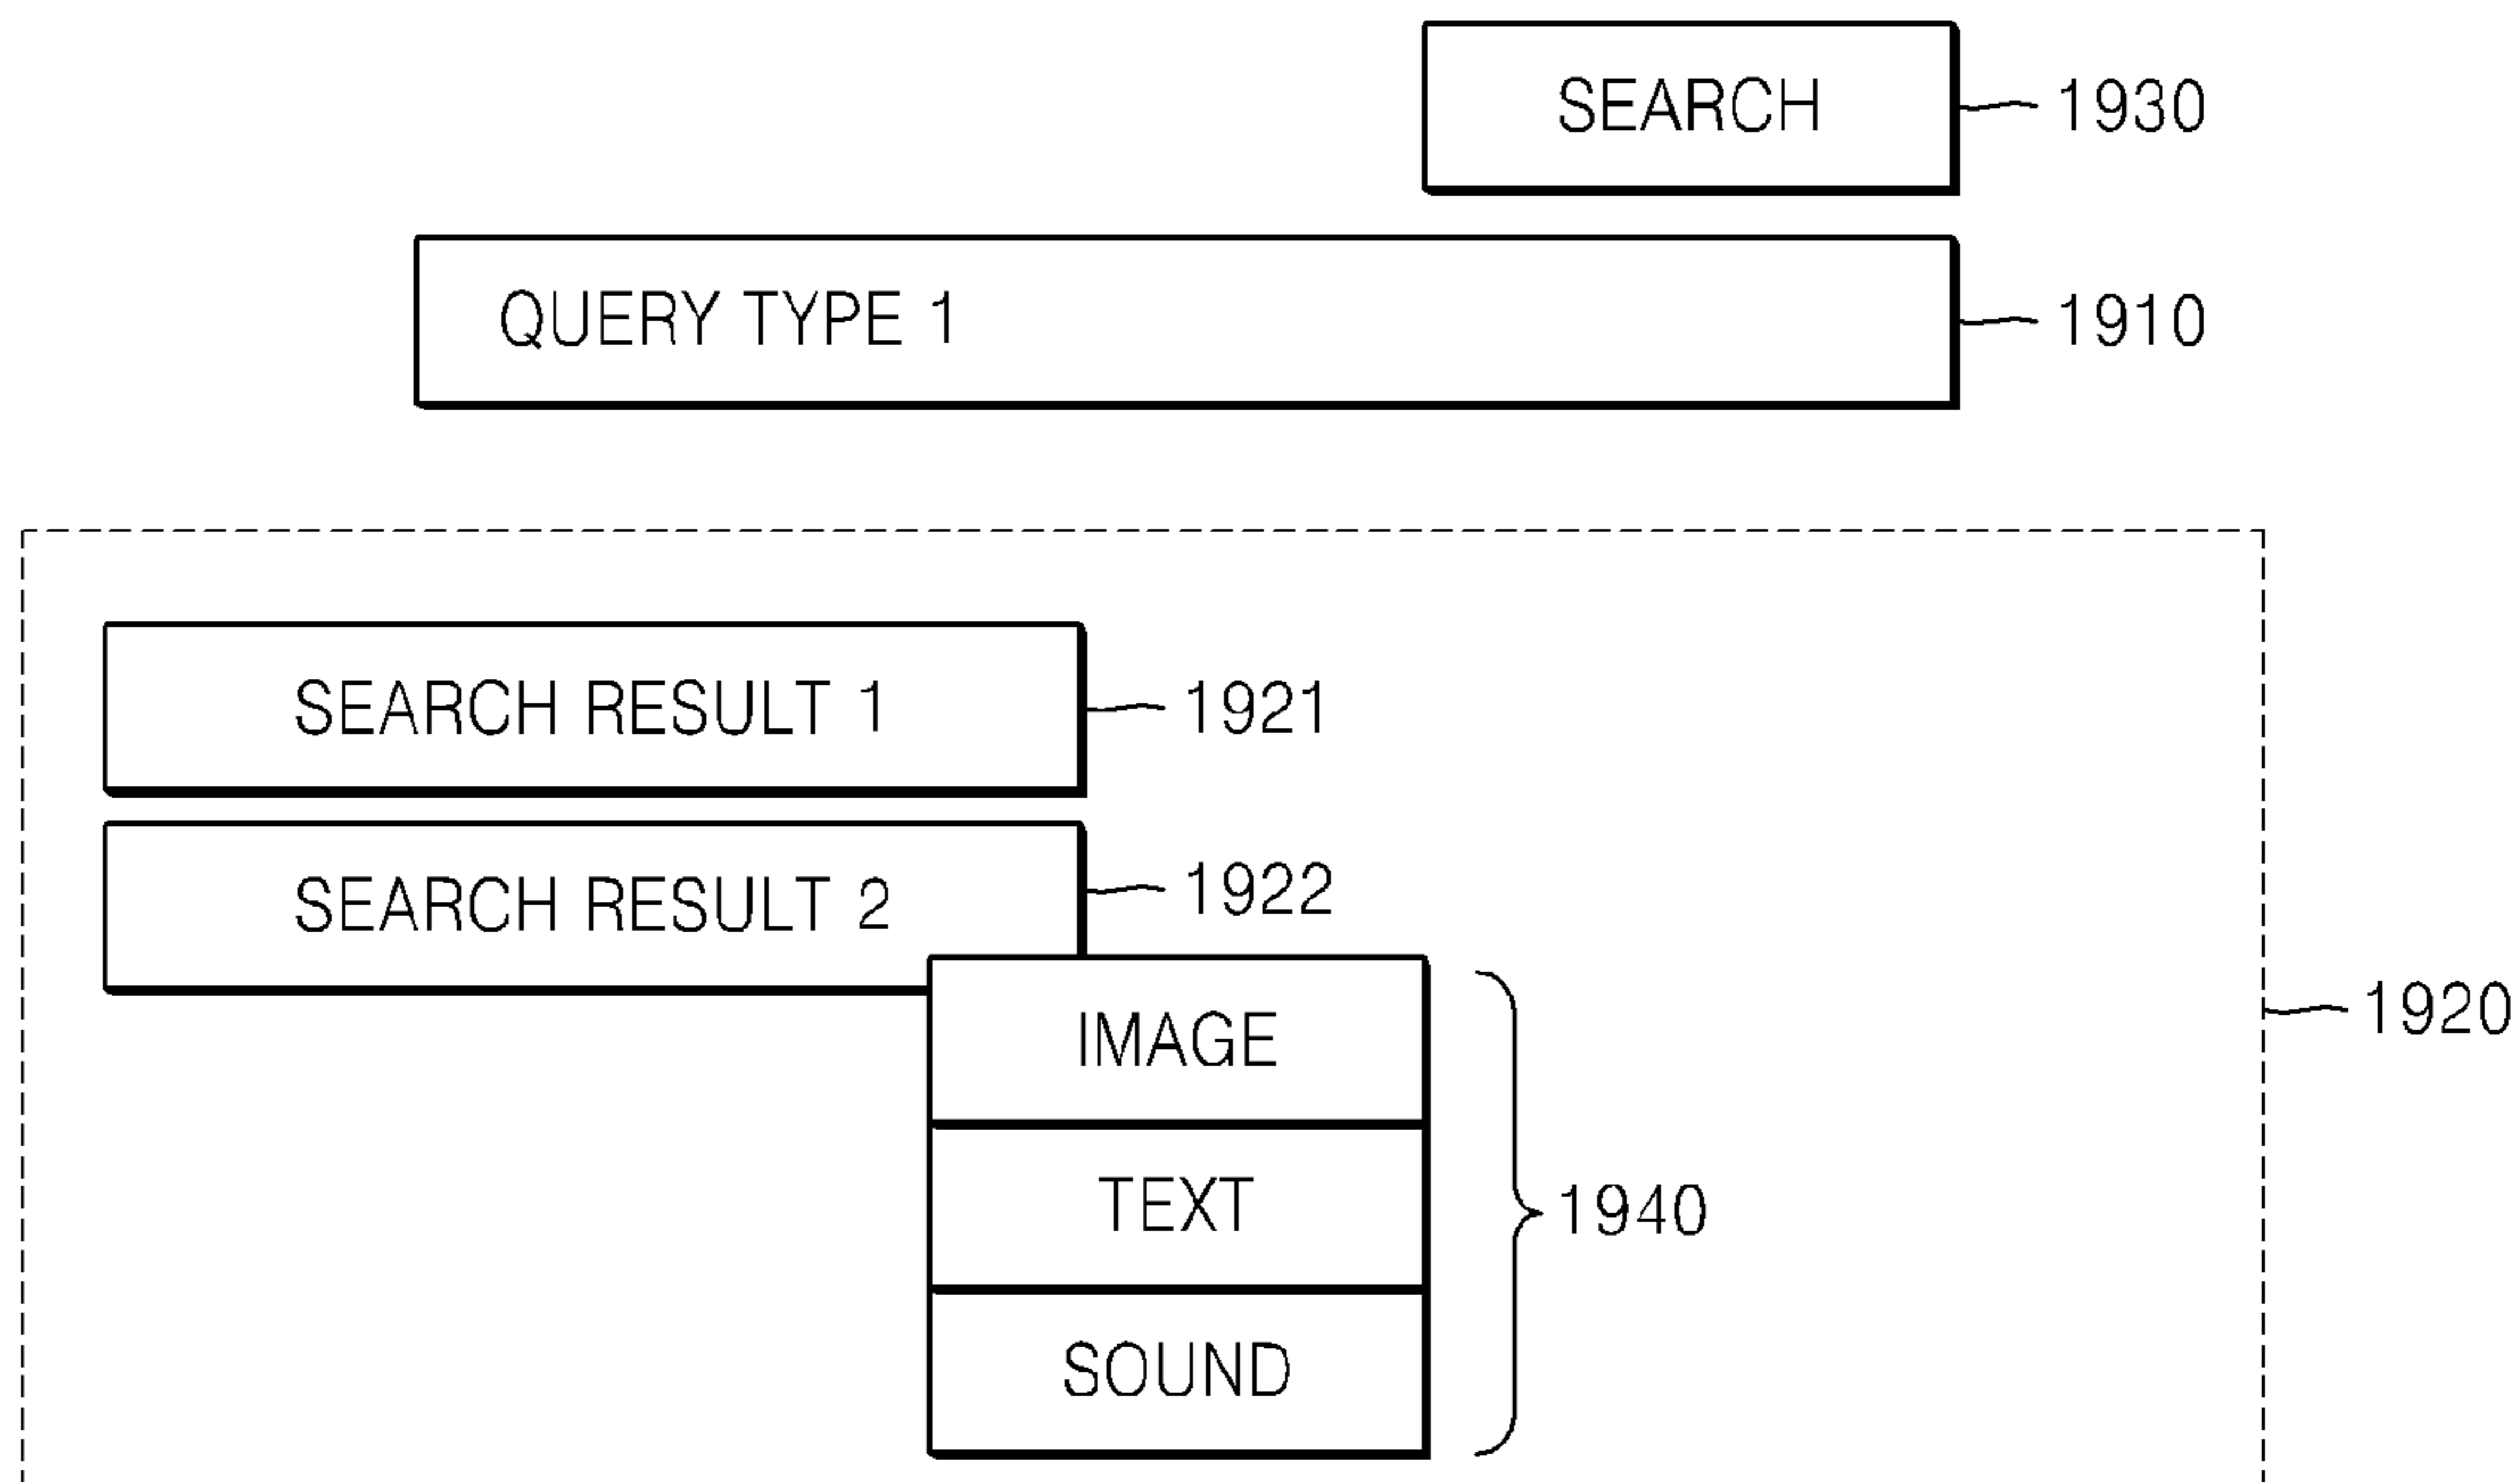 SEARCH 1930
QUERY TYPE 1 1910
SEARCH RESULT 1 1921
SEARCH RESULT 2 1922
IMAGE
1920
TEXT
1940
SOUND